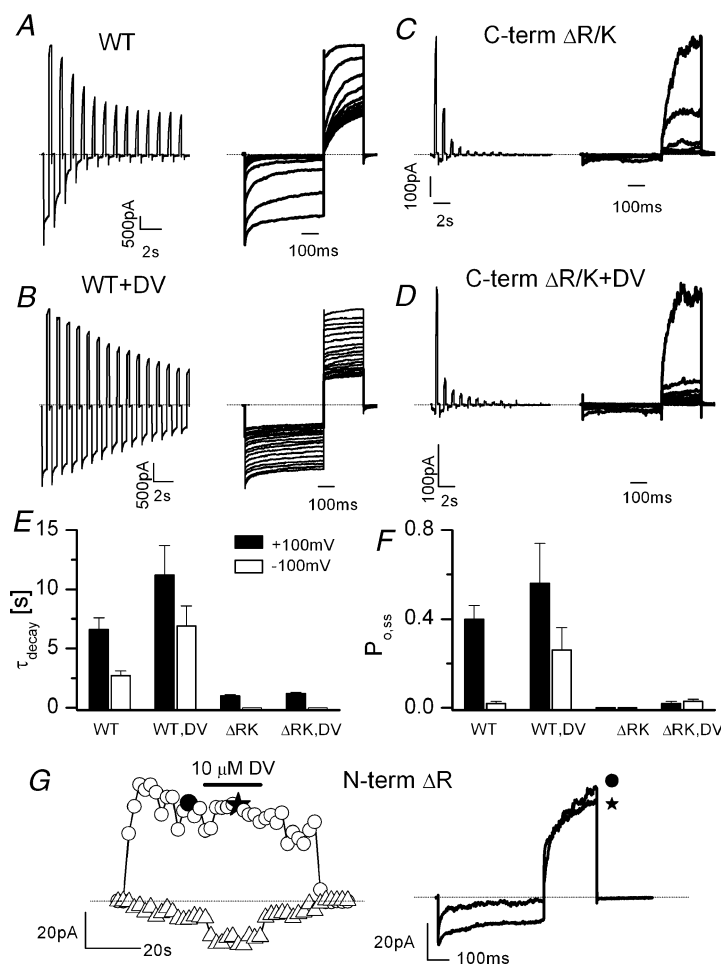 A
WT
500pA
2s
100ms
C
C-term ΔR/K
100pA
2s
100ms
B
WT+DV
500pA
2s
100ms
D
C-term ΔR/K+DV
100pA
2s
100ms
E
15
10
5
0
τdecay [s]
+100mV
-100mV
WT
WT,DV
ΔRK
ΔRK,DV
F
0.8
0.4
0.0
Po,ss
WT
WT,DV
ΔRK
ΔRK,DV
G
10 μM DV
N-term ΔR
20pA
20s
20pA
100ms